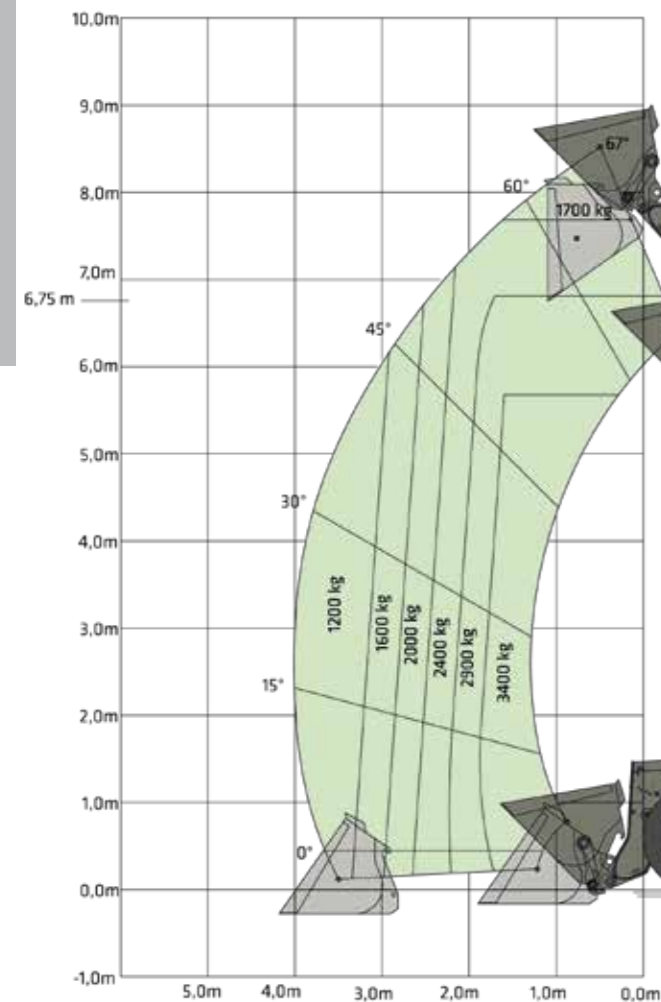 10,0m
9,0m
67°
8,0m
60°
1700 kg
7,0m
6,75 m
45°
6,0m
5,0m
30°
4,0m
1200 kg
1600 kg
2000 kg
2400 kg
2900 kg
3400 kg
3,0m
15°
2,0m
1,0m
0°
0,0m
-1,0m
5,0m
4,0m
3,0m
2,0m
1,0m
0,0m